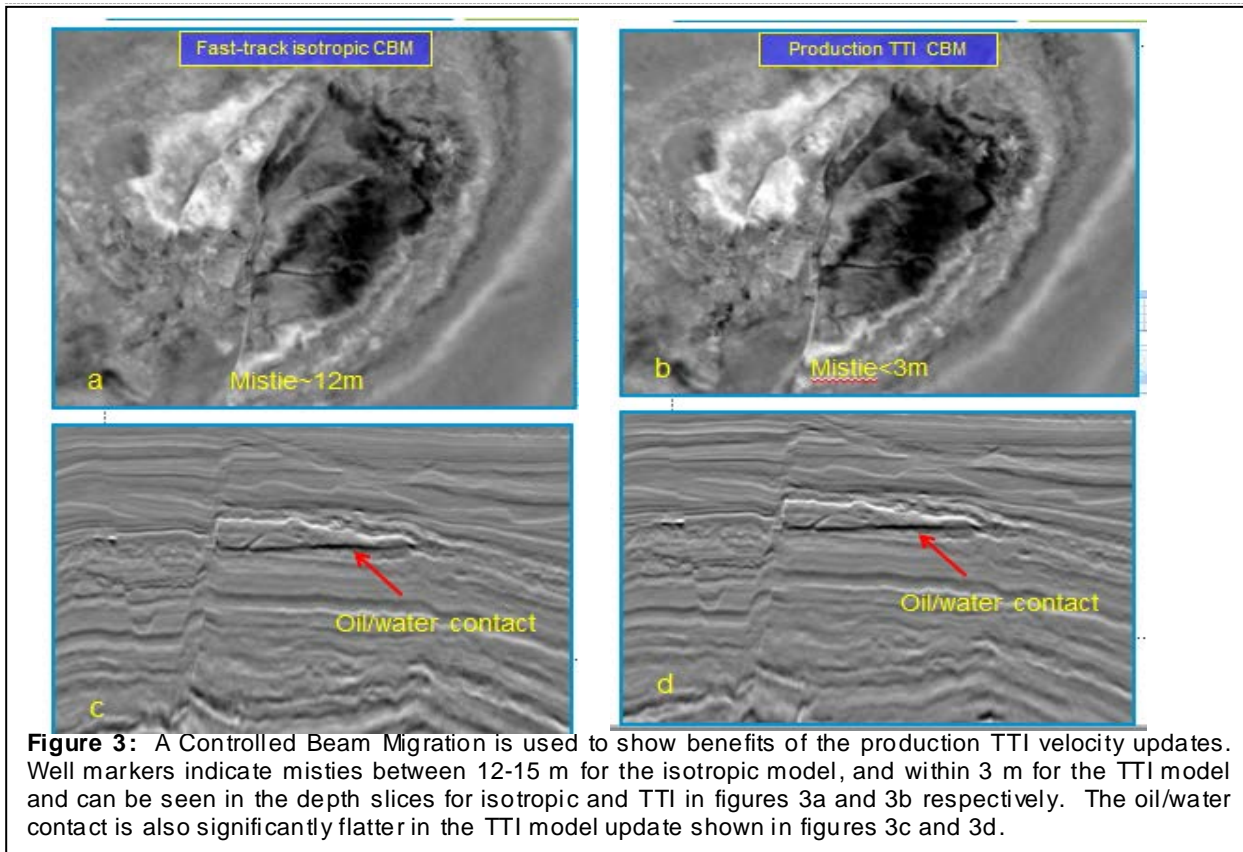 Fast-track isotropic CBM
Production TTI CBM
a
Mistie~12m
b
Mistie<3m
Oil/water contact
c
Oil/water contact
d
Figure 3: A Controlled Beam Migration is used to show benefits of the production TTI velocity updates.
Well markers indicate misties between 12-15 m for the isotropic model, and within 3 m for the TTI model
and can be seen in the depth slices for isotropic and TTI in figures 3a and 3b respectively. The oil/water
contact is also significantly flatter in the TTI model update shown in figures 3c and 3d.